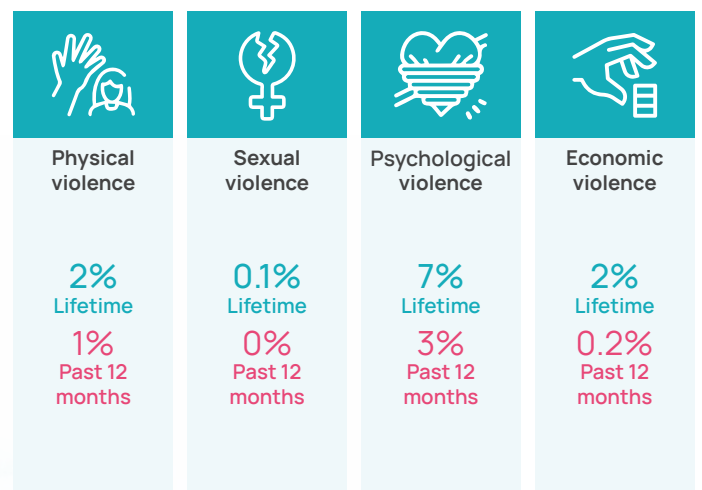 Physical
violence
2%
Lifetime
1%
Past 12
months
Sexual
violence
0.1%
Lifetime
0%
Past 12
months
Psychological
violence
7%
Lifetime
3%
Past 12
months
Economic
violence
2%
Lifetime
0.2%
Past 12
months